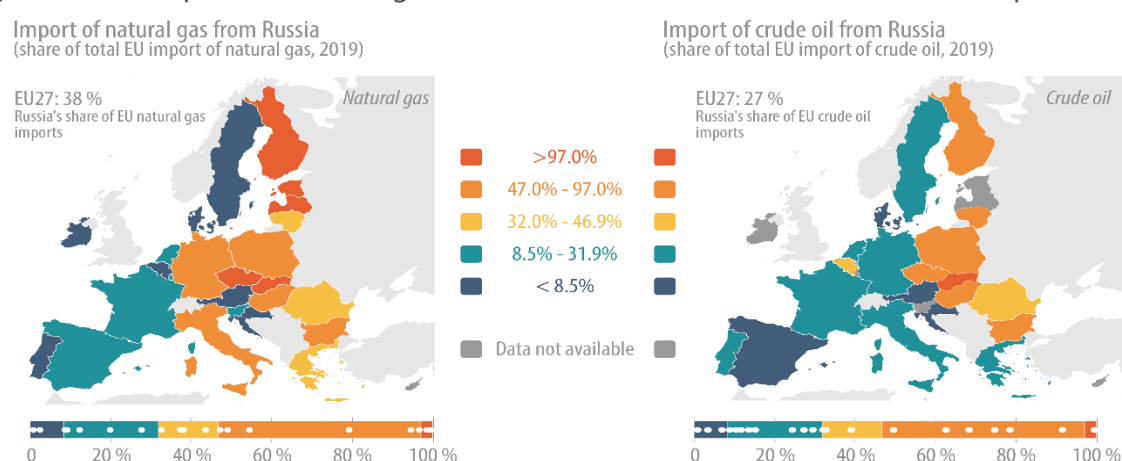 Import of natural gas from Russia
(share of total EU import of natural gas, 2019)
EU27: 38 %
Russia's share of EU natural gas
imports
Natural gas
>97.0%
47.0% - 97.0%
32.0% - 46.9%
8.5% - 31.9%
< 8.5%
Data not available
0 20 % 40 % 60 % 80 % 100 %
Import of crude oil from Russia
(share of total EU import of crude oil, 2019)
EU27: 27 %
Russia's share of EU crude oil
imports
Crude oil
0 20 % 40 % 60 % 80 % 100 %